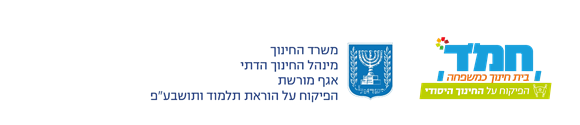 חמ"ד
בית חינוך כמשפחה
הפיקוח על החינוך היסודי
משרד החינוך
מינהל החינוך הדתי
אגף מורשת
הפיקוח על הוראת תלמוד ותושבע"פ